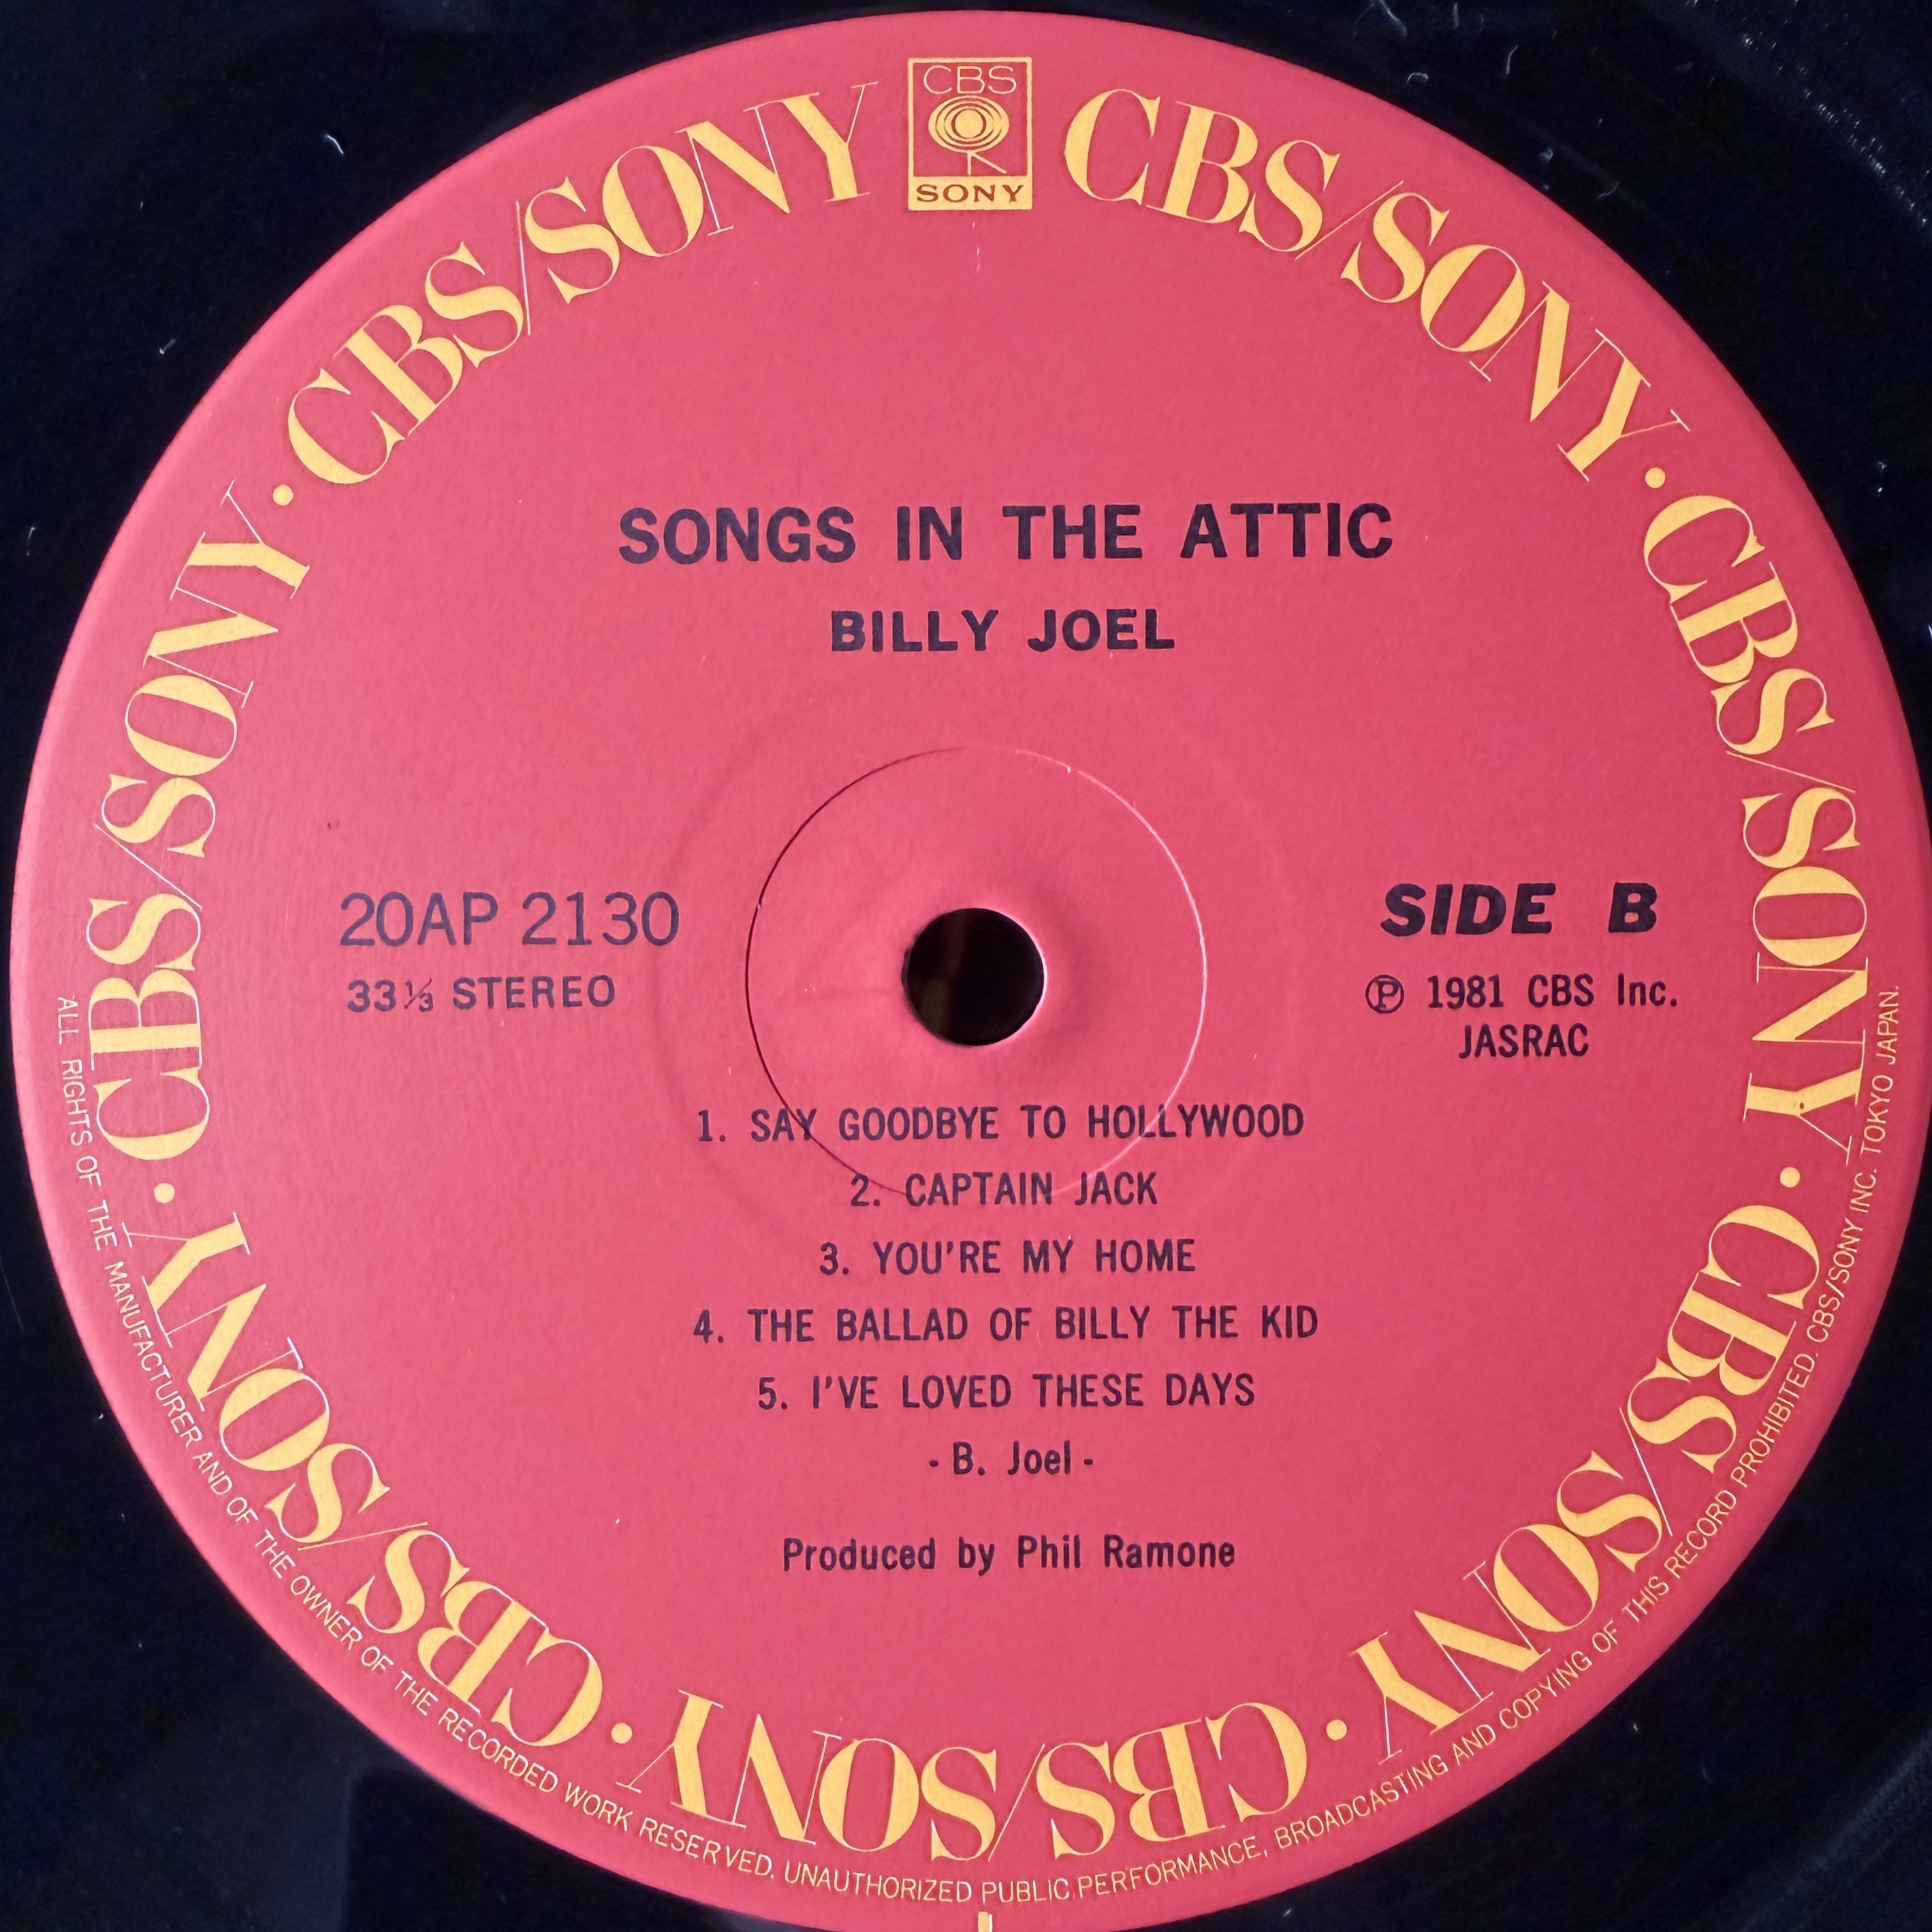 CBS
SONY
CBS/SONY · CBS/SONY · CBS/SONY · CBS/SONY · CBS/SONY · CBS/SONY · CBS/SONY
SONGS IN THE ATTIC
BILLY JOEL
20AP 2130
33⅓ STEREO
SIDE B
Ⓟ 1981 CBS Inc.
JASRAC
1. SAY GOODBYE TO HOLLYWOOD
2. CAPTAIN JACK
3. YOU'RE MY HOME
4. THE BALLAD OF BILLY THE KID
5. I'VE LOVED THESE DAYS
- B. Joel -
Produced by Phil Ramone
ALL RIGHTS OF THE MANUFACTURER AND OF THE OWNER OF THE RECORDED WORK RESERVED. UNAUTHORIZED PUBLIC PERFORMANCE, BROADCASTING AND COPYING OF THIS RECORD PROHIBITED. CBS/SONY INC. TOKYO JAPAN.